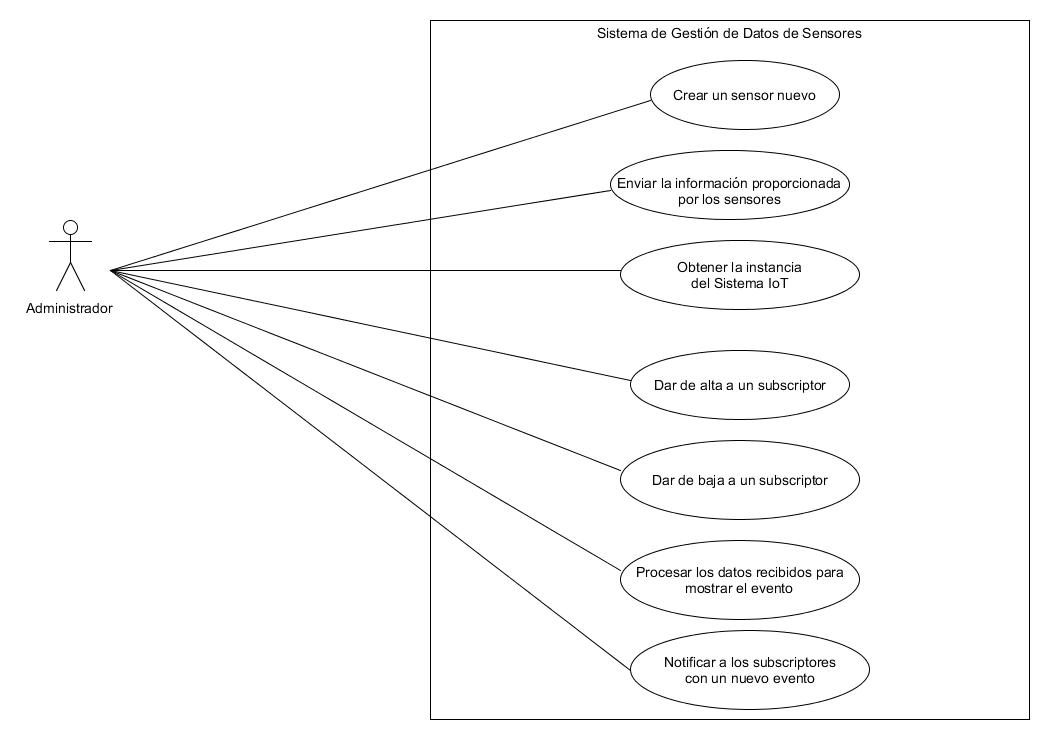 Sistema de Gestión de Datos de Sensores
Crear un sensor nuevo
Enviar la información proporcionada
por los sensores
Obtener la instancia
del Sistema IoT
Administrador
Dar de alta a un subscriptor
Dar de baja a un subscriptor
Procesar los datos recibidos para
mostrar el evento
Notificar a los subscriptores
con un nuevo evento